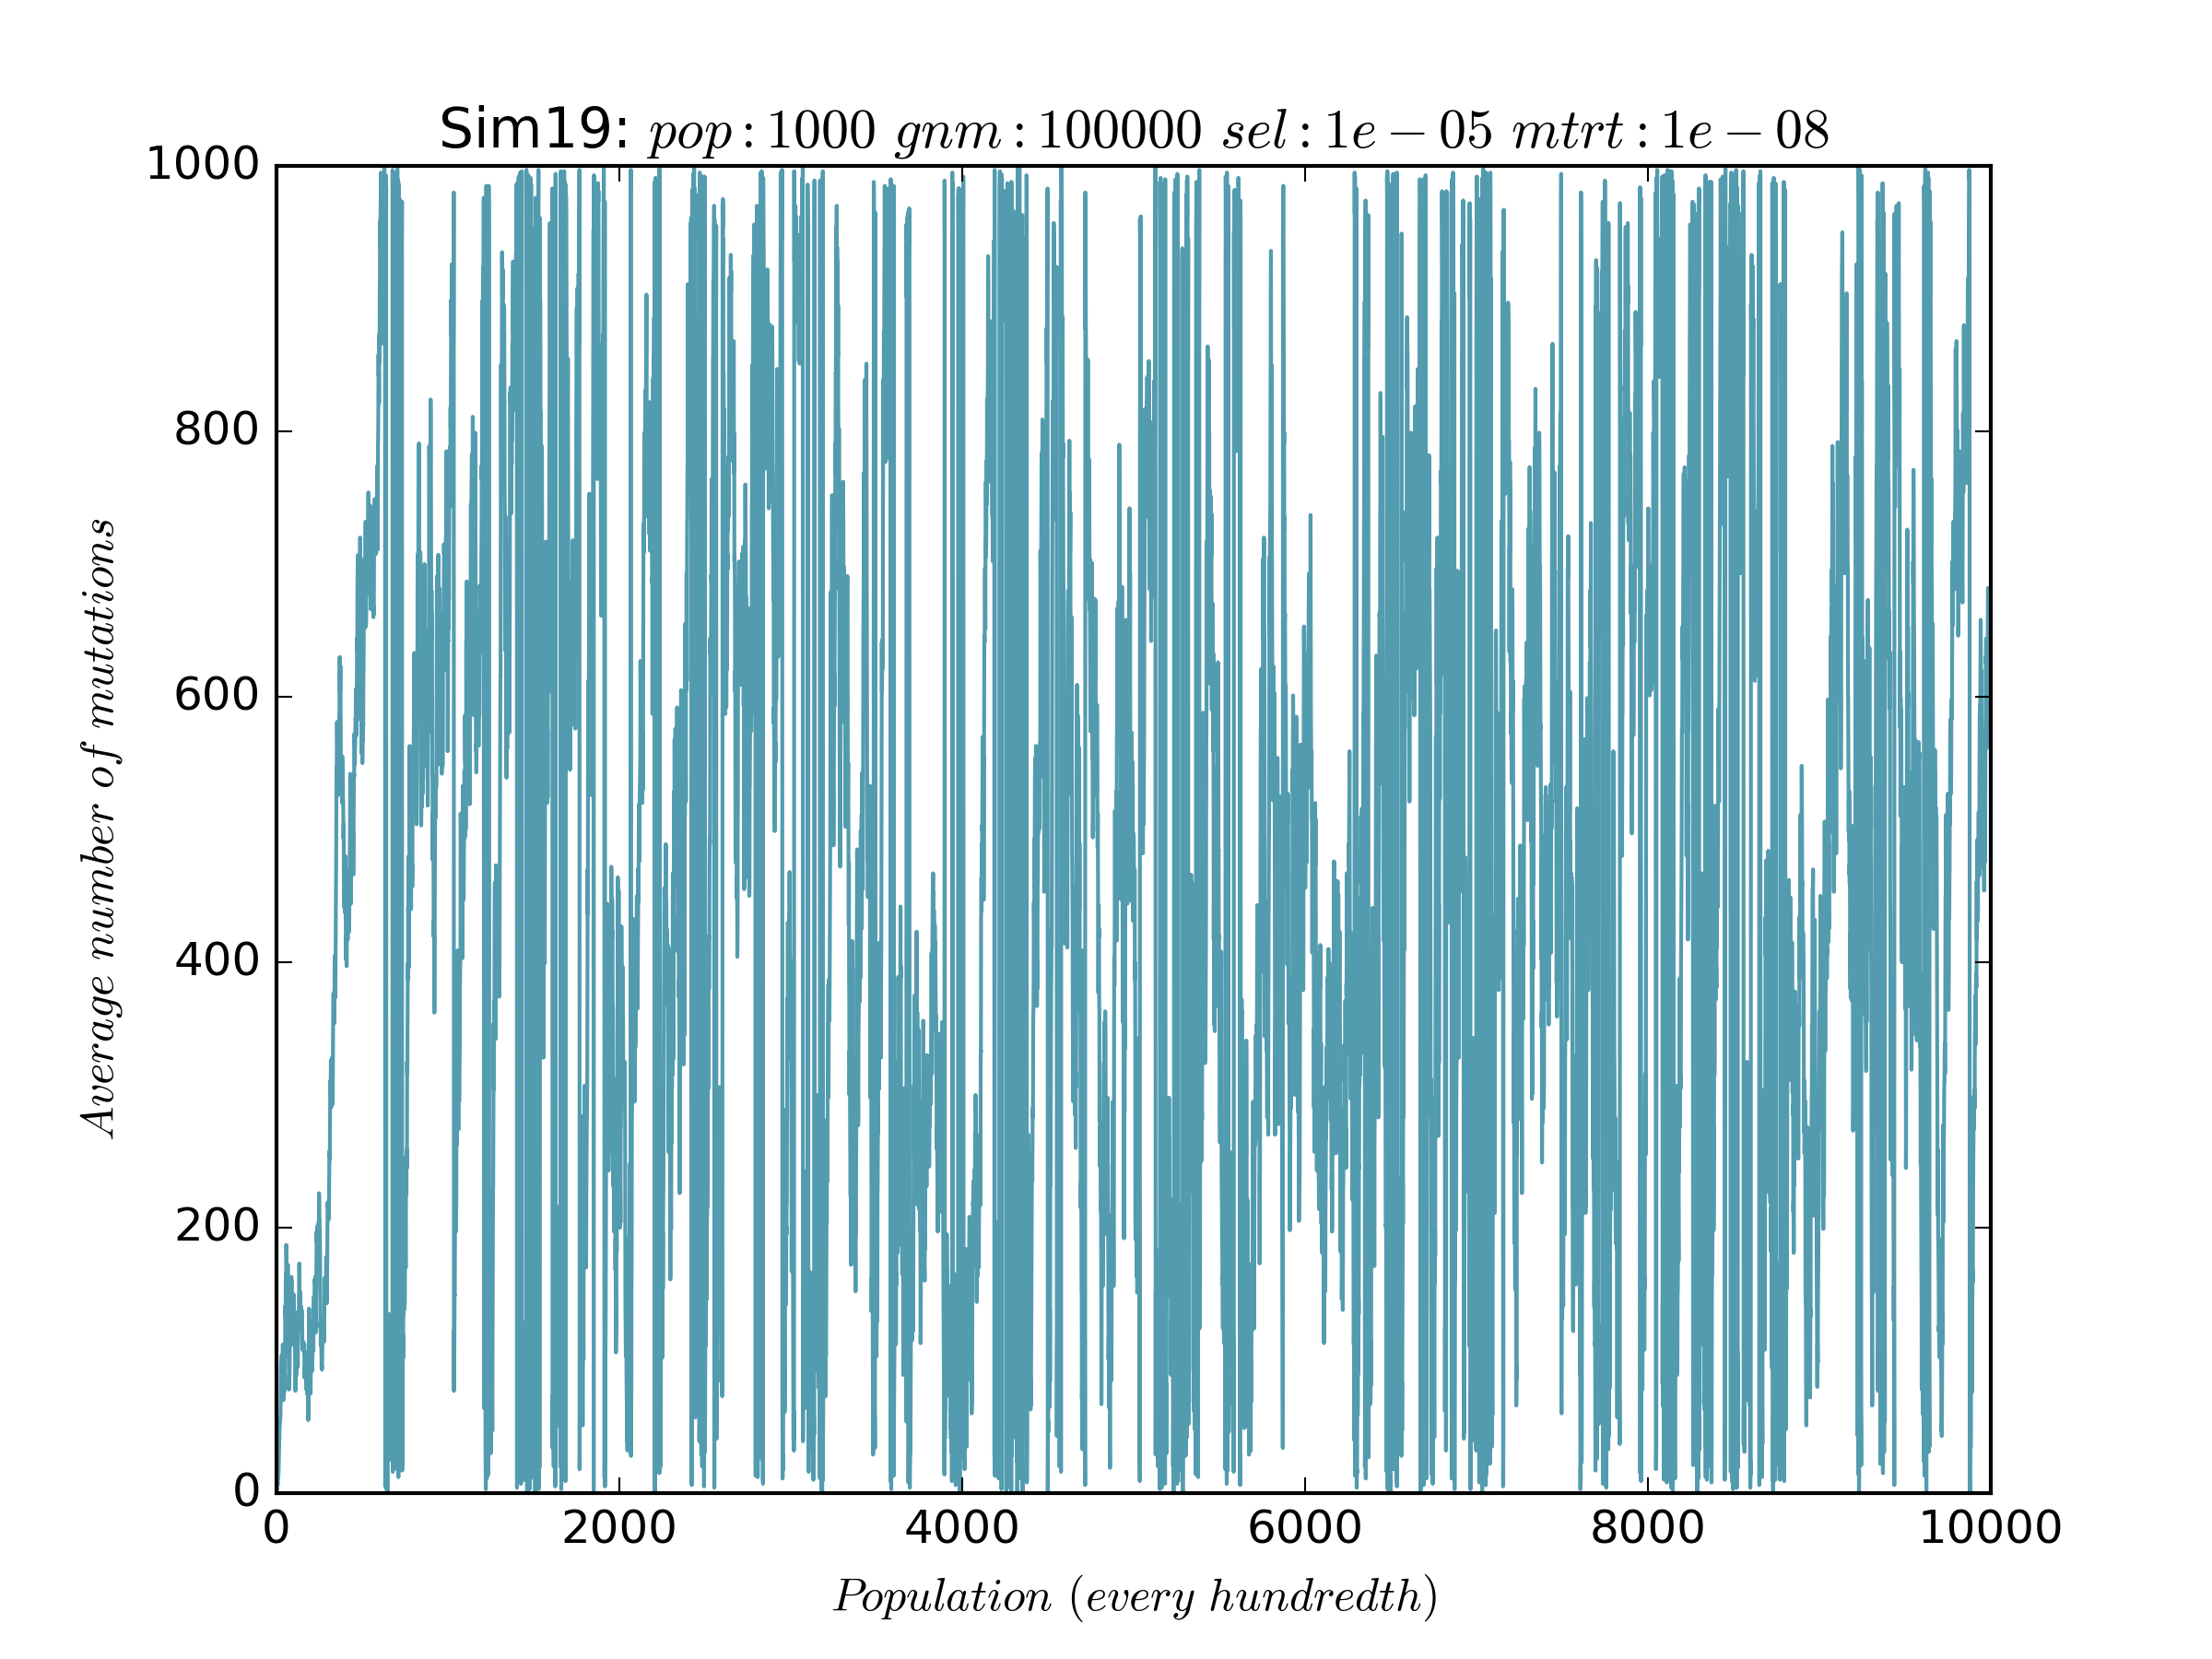 Sim19: pop : 1000 gnm : 100000 sel : 1e − 05 mtrt : 1e − 08
1000
800
600
400
200
0
Average number of mutations
0 2000 4000 6000 8000 10000
Population (every hundredth)